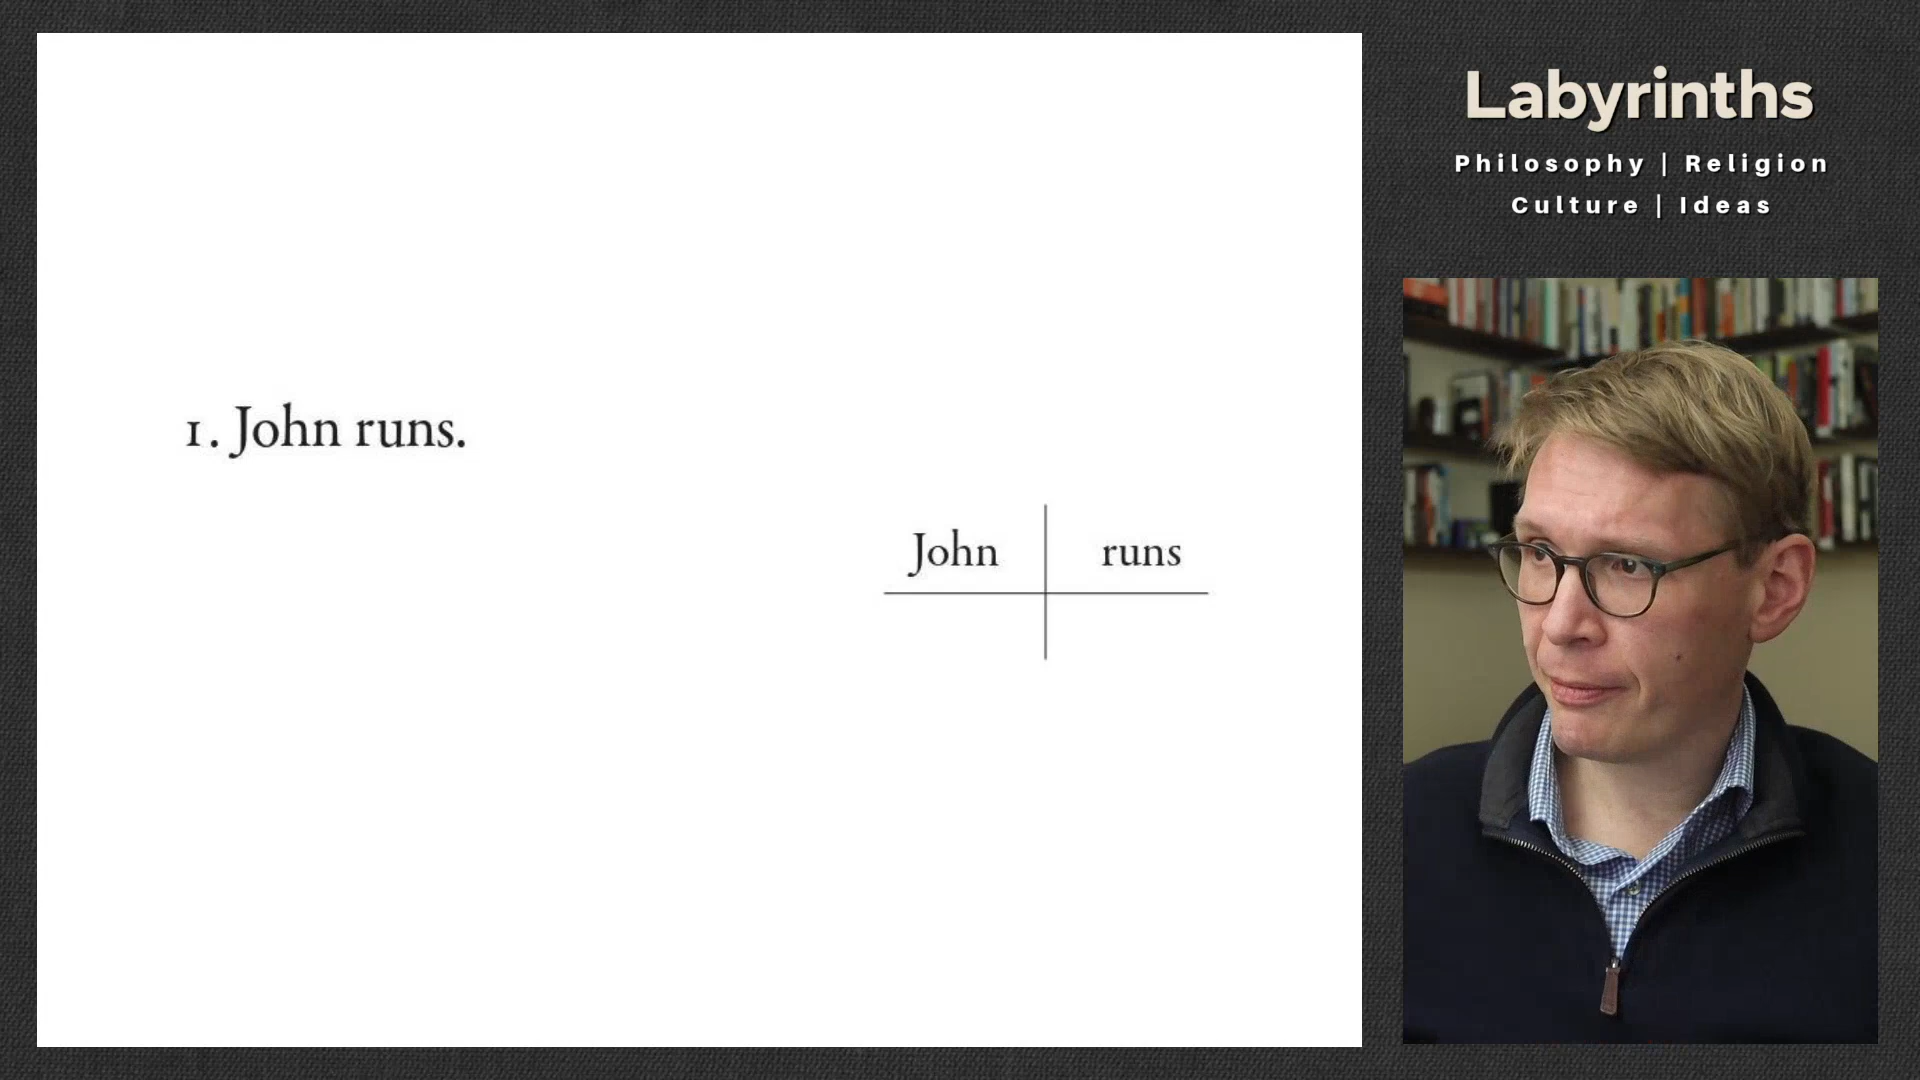 1. John runs.
John runs
Labyrinths
Philosophy | Religion
Culture | Ideas